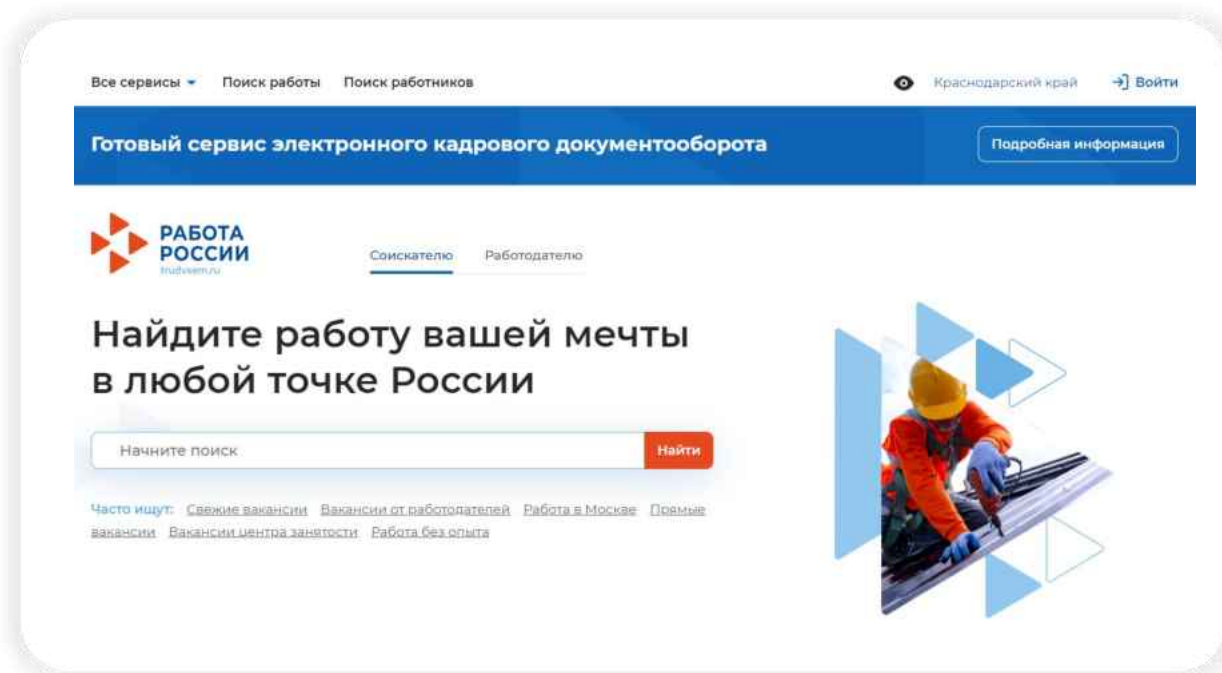 Все сервисы Поиск работы Поиск работников Краснодарский край Войти
Готовый сервис электронного кадрового документооборота Подробная информация
РАБОТА
РОССИИ
trudvsem.ru
Соискателю Работодателю
Найдите работу вашей мечты
в любой точке России
Начните поиск Найти
Часто ищут: Свежие вакансии Вакансии от работодателей Работа в Москве Прямые
вакансии Вакансии центра занятости Работа без опыта